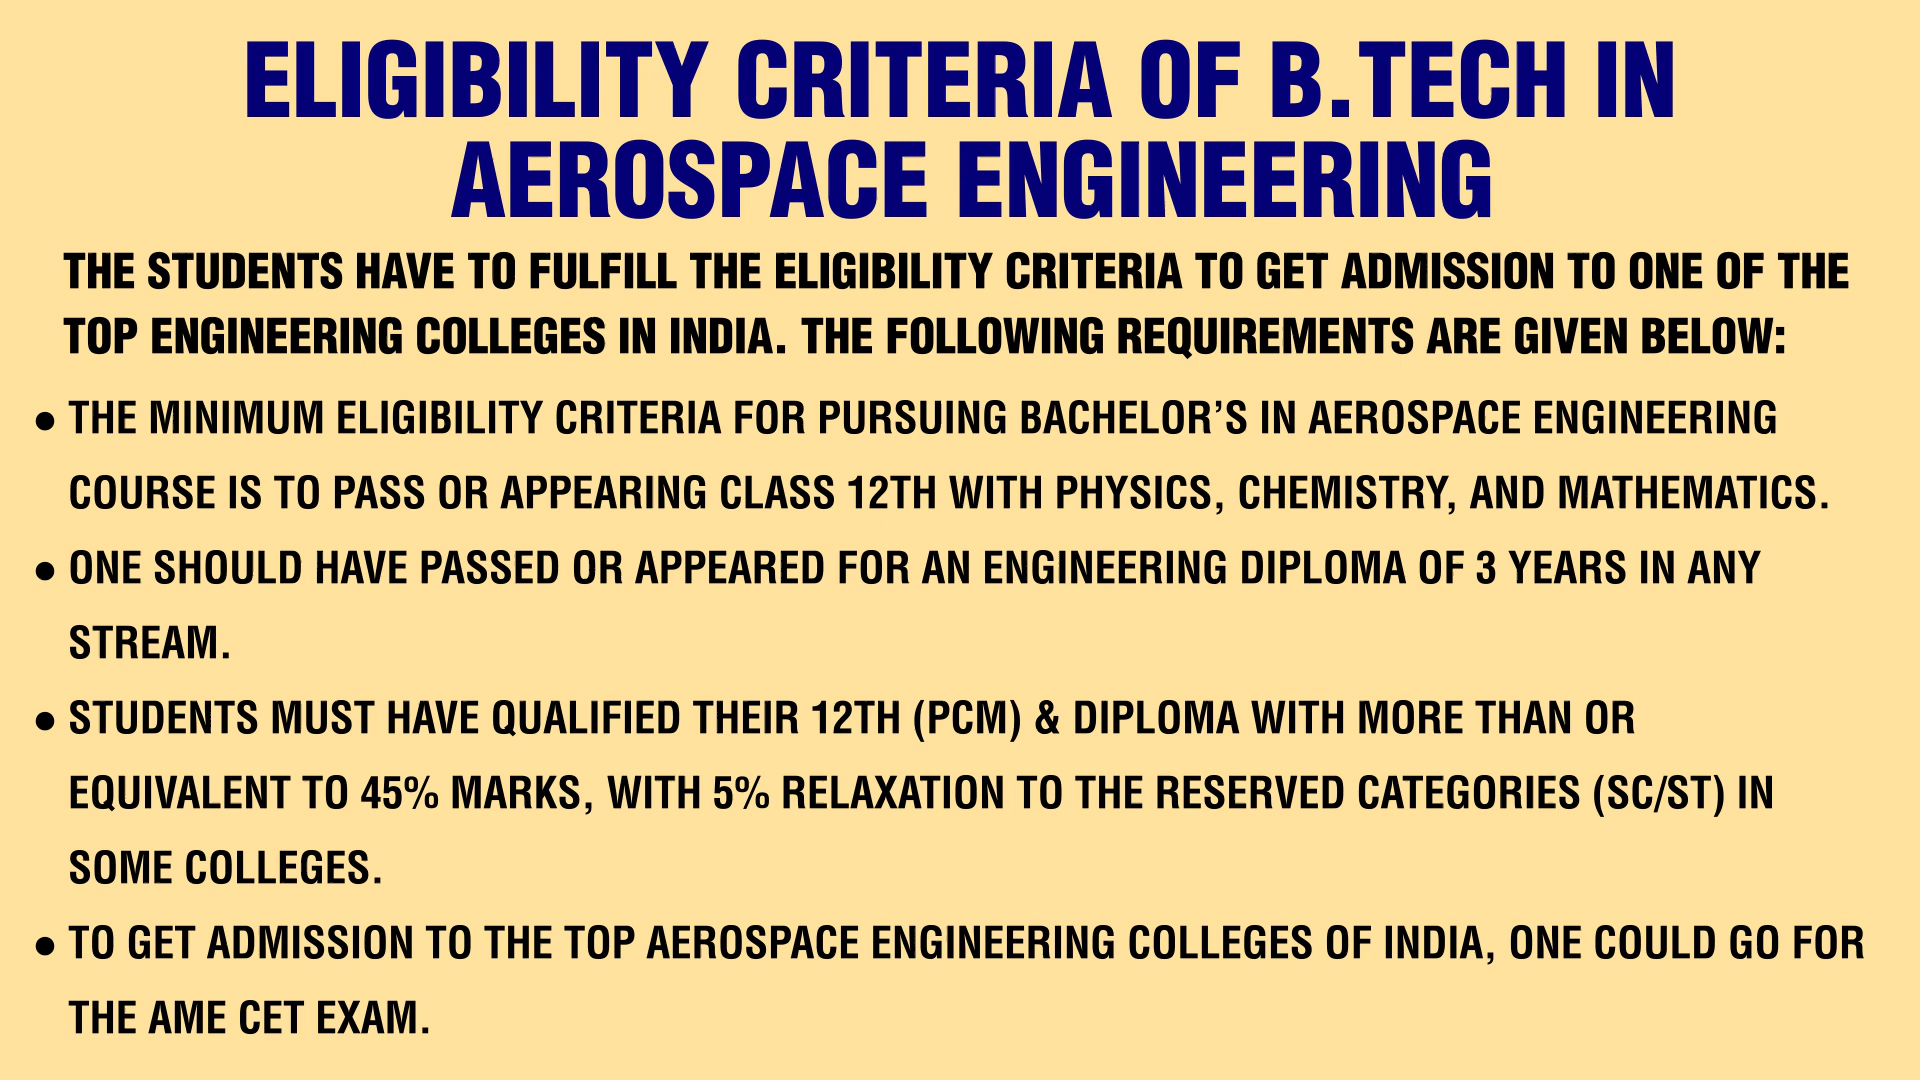 ELIGIBILITY CRITERIA OF B.TECH IN
AEROSPACE ENGINEERING
THE STUDENTS HAVE TO FULFILL THE ELIGIBILITY CRITERIA TO GET ADMISSION TO ONE OF THE
TOP ENGINEERING COLLEGES IN INDIA. THE FOLLOWING REQUIREMENTS ARE GIVEN BELOW:
• THE MINIMUM ELIGIBILITY CRITERIA FOR PURSUING BACHELOR’S IN AEROSPACE ENGINEERING
COURSE IS TO PASS OR APPEARING CLASS 12TH WITH PHYSICS, CHEMISTRY, AND MATHEMATICS.
• ONE SHOULD HAVE PASSED OR APPEARED FOR AN ENGINEERING DIPLOMA OF 3 YEARS IN ANY
STREAM.
• STUDENTS MUST HAVE QUALIFIED THEIR 12TH (PCM) & DIPLOMA WITH MORE THAN OR
EQUIVALENT TO 45% MARKS, WITH 5% RELAXATION TO THE RESERVED CATEGORIES (SC/ST) IN
SOME COLLEGES.
• TO GET ADMISSION TO THE TOP AEROSPACE ENGINEERING COLLEGES OF INDIA, ONE COULD GO FOR
THE AME CET EXAM.